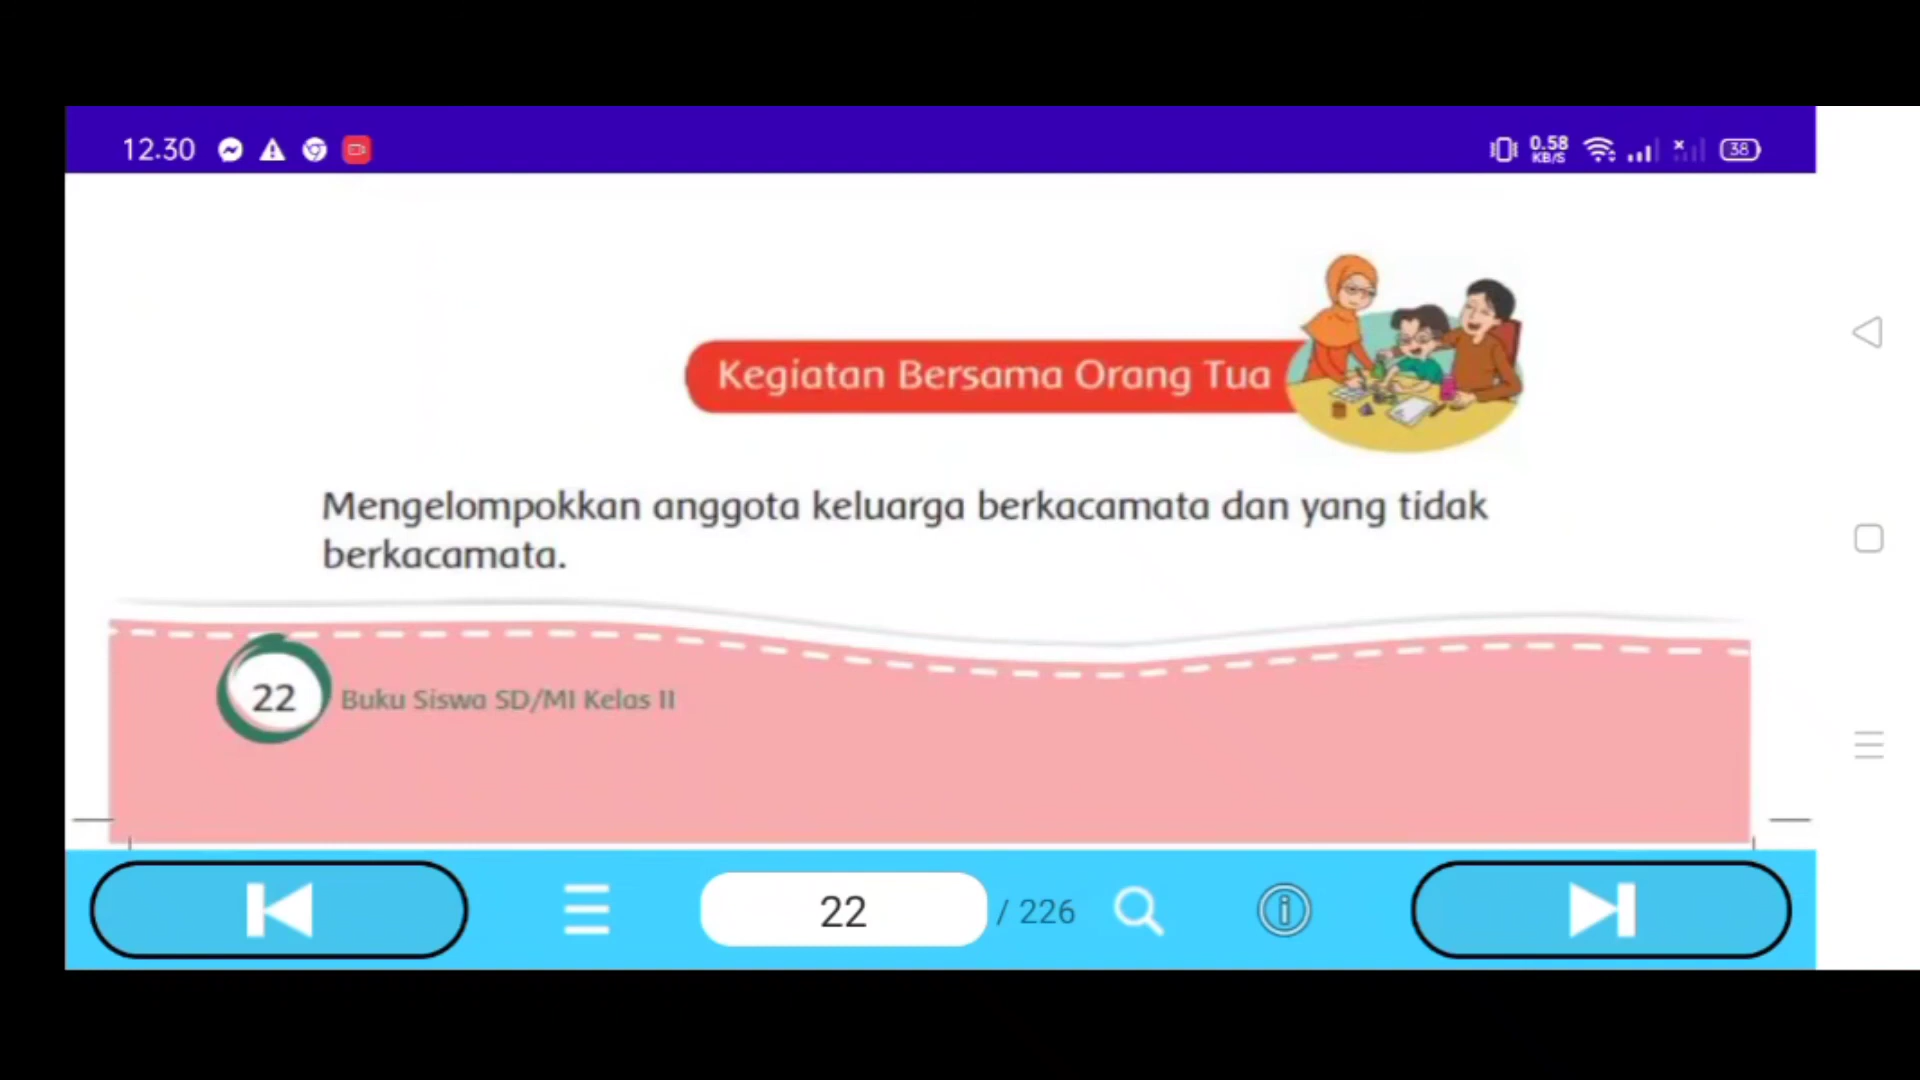 12.30
0.58
KB/S
38
Kegiatan Bersama Orang Tua
Mengelompokkan anggota keluarga berkacamata dan yang tidak
berkacamata.
22
Buku Siswa SD/MI Kelas II
22 / 226